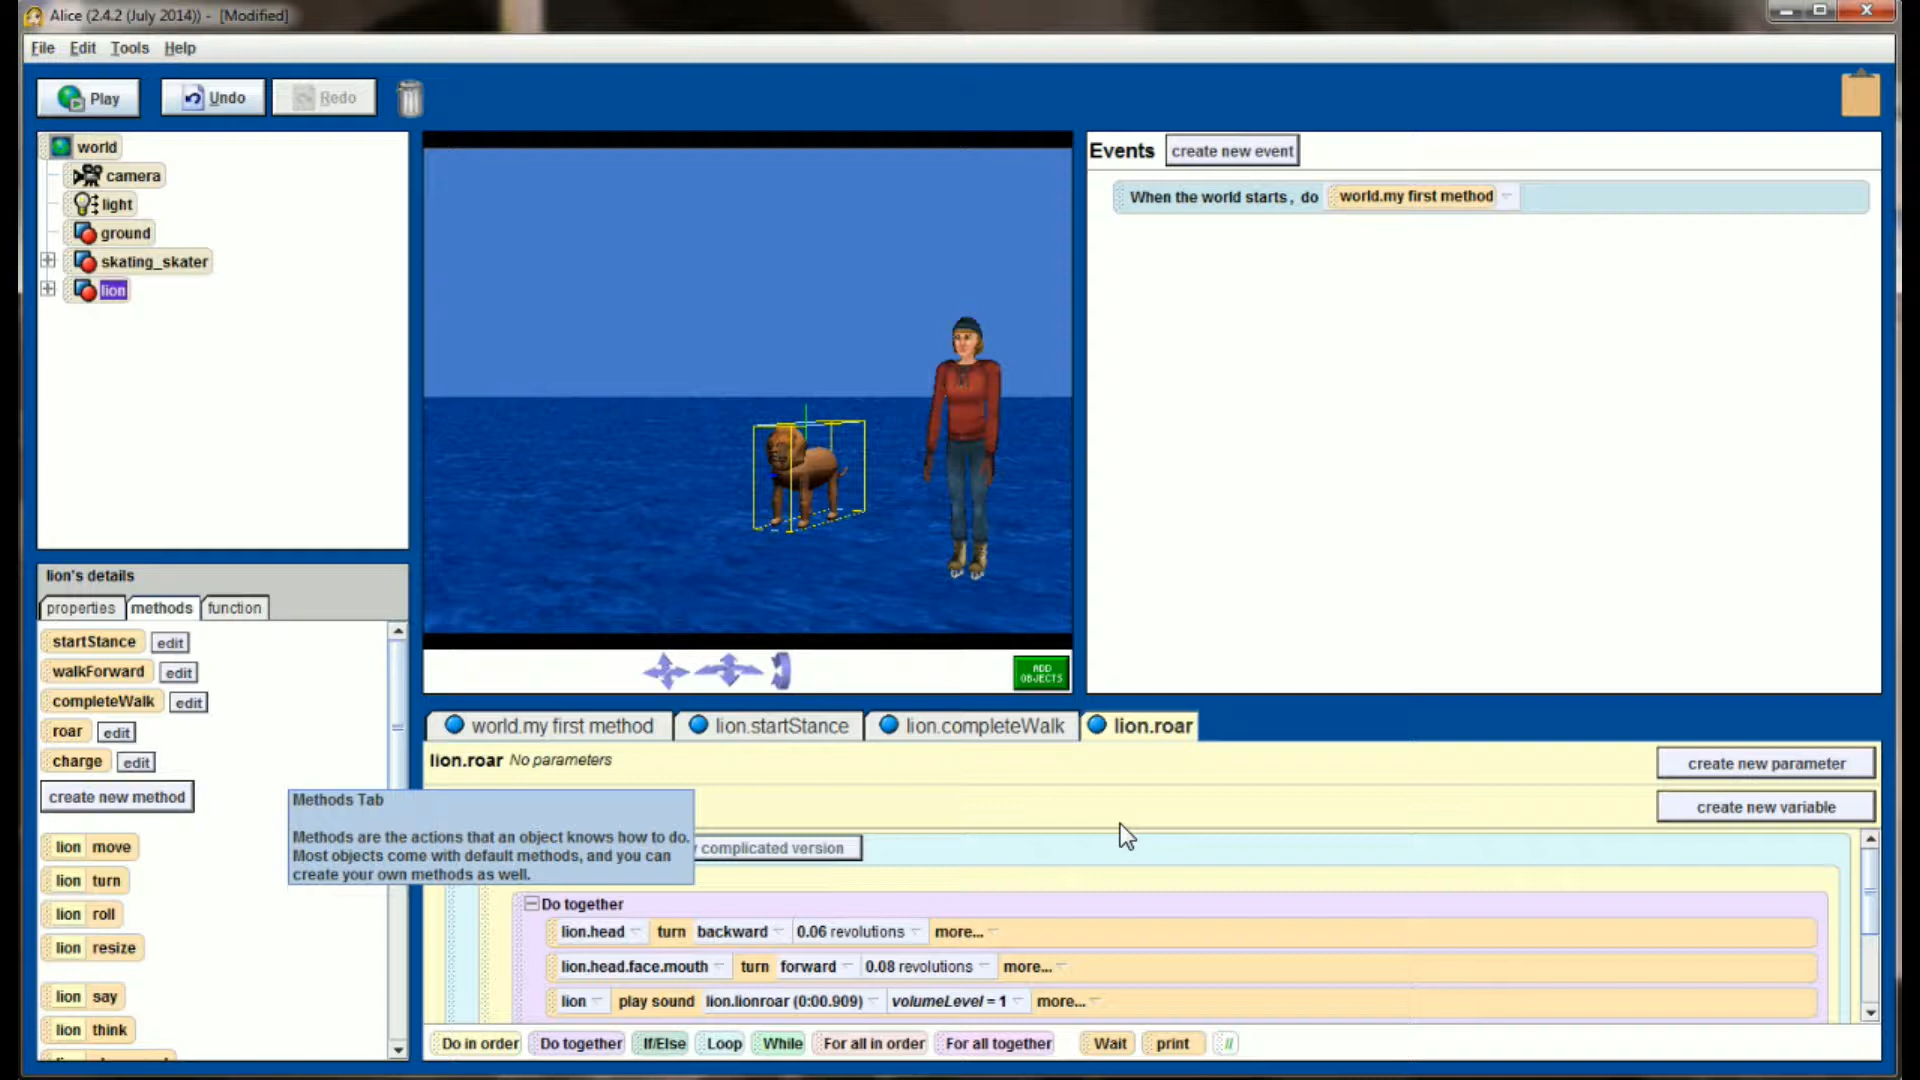 Alice (2.4.2 (July 2014)) - [Modified]
File Edit Tools Help
Play Undo Redo
world
camera
light
ground
skating_skater
lion
Events create new event
When the world starts, do world.my first method
ADD
OBJECTS
lion's details
properties methods function
startStance edit
walkForward edit
completeWalk edit
roar edit
charge edit
create new method
lion move
lion turn
lion roll
lion resize
lion say
lion think
world.my first method lion.startStance lion.completeWalk lion.roar
lion.roar No parameters
create new parameter
create new variable
Methods Tab
Methods are the actions that an object knows how to do.
Most objects come with default methods, and you can
create your own methods as well.
complicated version
Do together
lion.head turn backward 0.06 revolutions more...
lion.head.face.mouth turn forward 0.08 revolutions more...
lion play sound lion.lionroar (0:00.909) volumeLevel = 1 more...
Do in order Do together If/Else Loop While For all in order For all together Wait print //